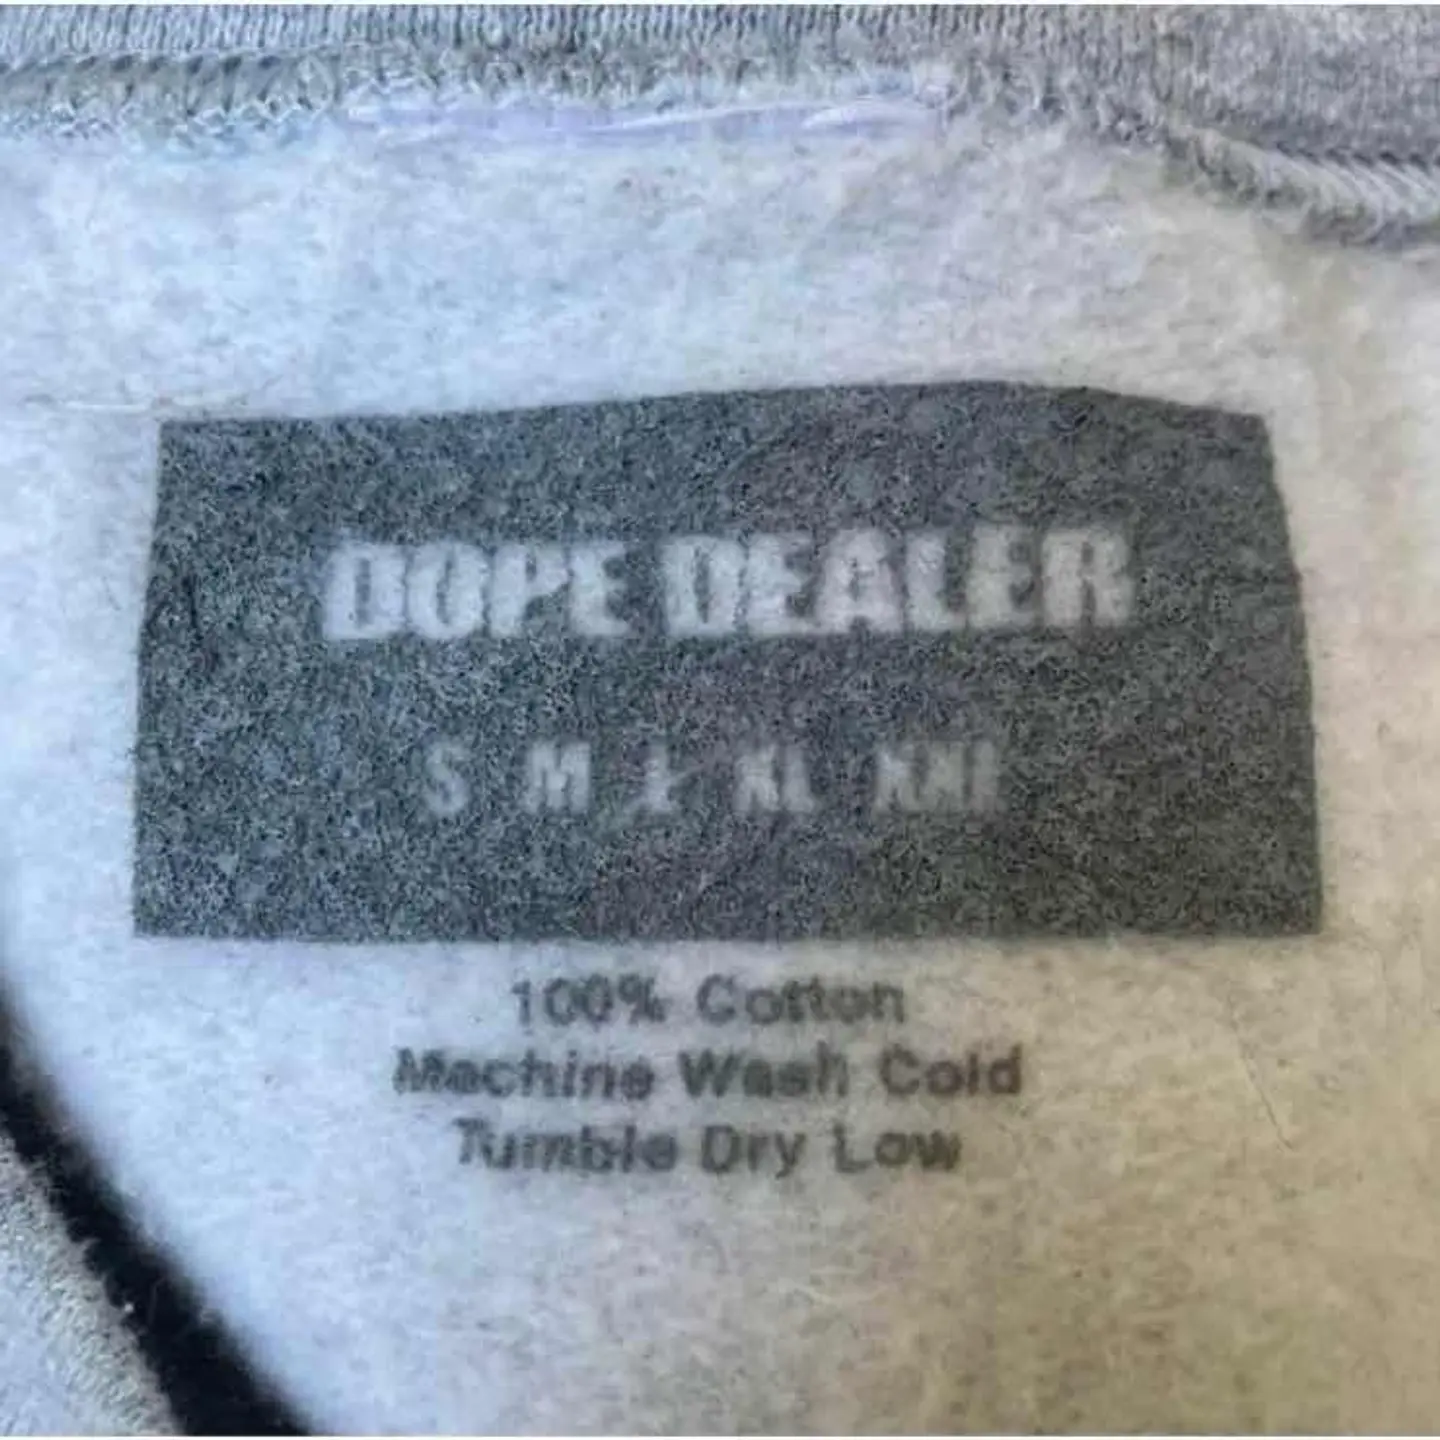 DOPE DEALER
S M L XL XXL
100% Cotton
Machine Wash Cold
Tumble Dry Low